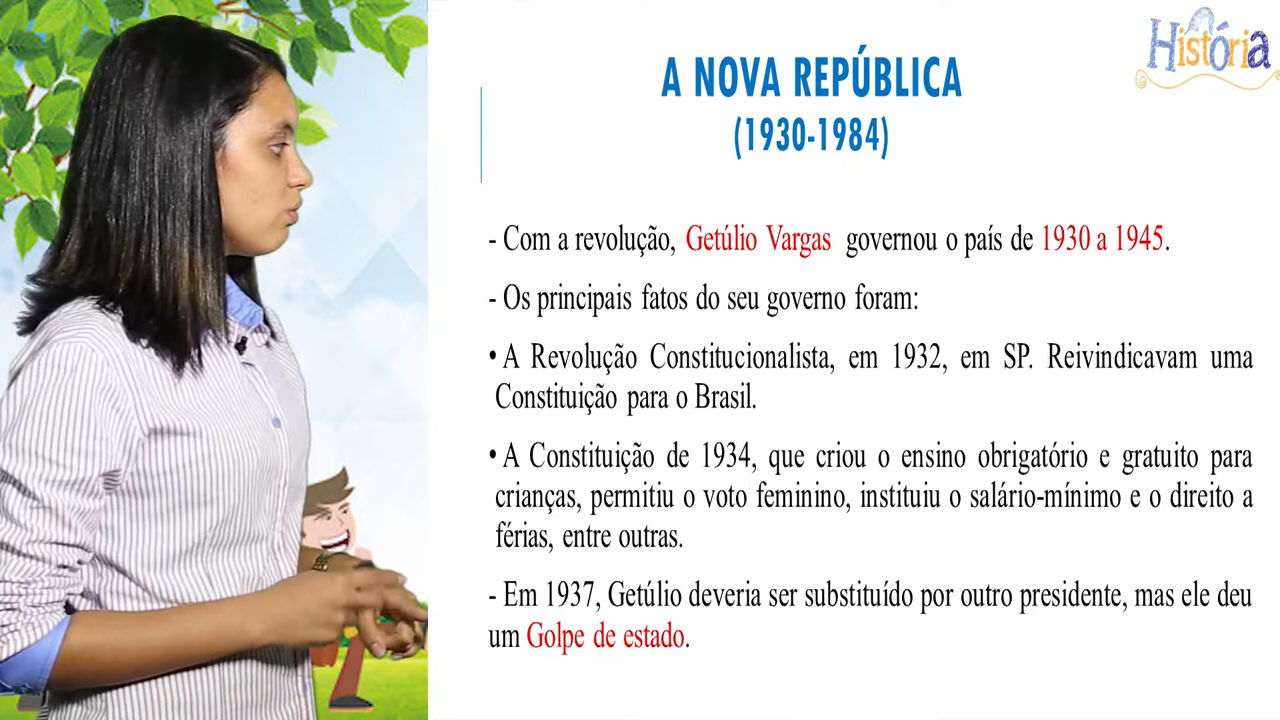 História
A NOVA REPÚBLICA
(1930-1984)
- Com a revolução, Getúlio Vargas governou o país de 1930 a 1945.
- Os principais fatos do seu governo foram:
• A Revolução Constitucionalista, em 1932, em SP. Reivindicavam uma
Constituição para o Brasil.
• A Constituição de 1934, que criou o ensino obrigatório e gratuito para
crianças, permitiu o voto feminino, instituiu o salário-mínimo e o direito a
férias, entre outras.
- Em 1937, Getúlio deveria ser substituído por outro presidente, mas ele deu
um Golpe de estado.